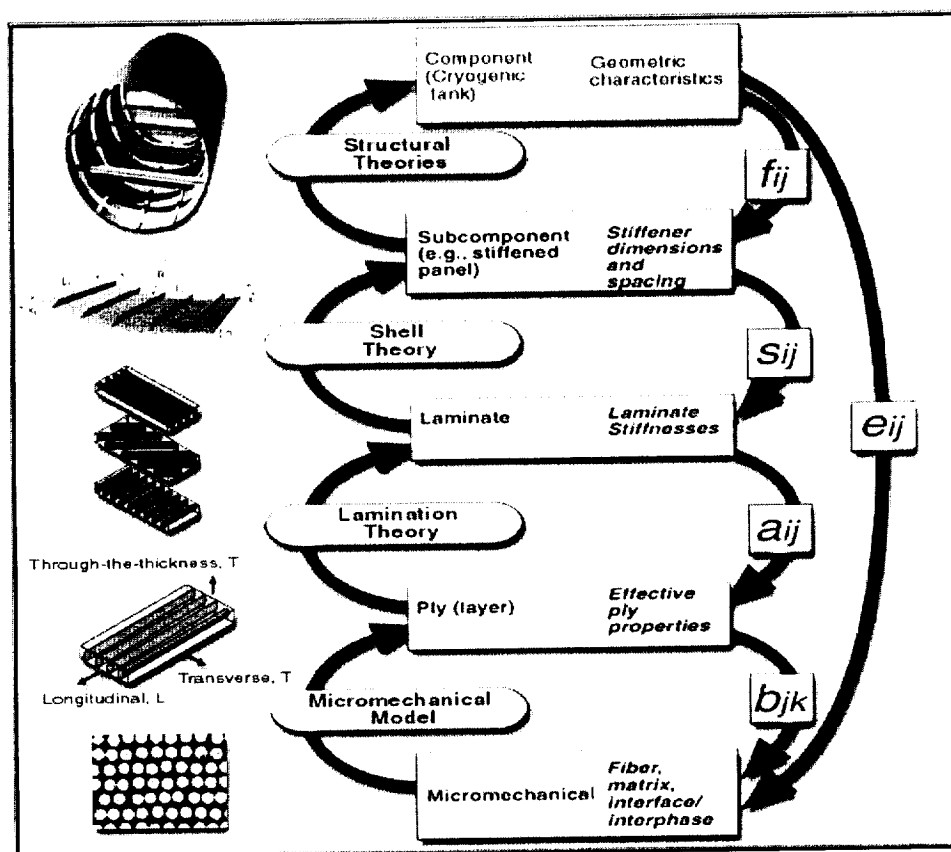 Component
(Cryogenic
Tank)
Geometric
characteristics
Structural
Theories
fij
Subcomponent
(e.g., stiffened
panel)
Stiffener
dimensions
and
spacing
Shell
Theory
sij
Laminate
Laminate
Stiffnesses
eij
Lamination
Theory
aij
Through-the-thickness, T
Ply (layer)
Effective
ply
properties
Transverse, T
Longitudinal, L
Micromechanical
Model
bjk
Micromechanical
Fiber,
matrix,
interface/
interphase